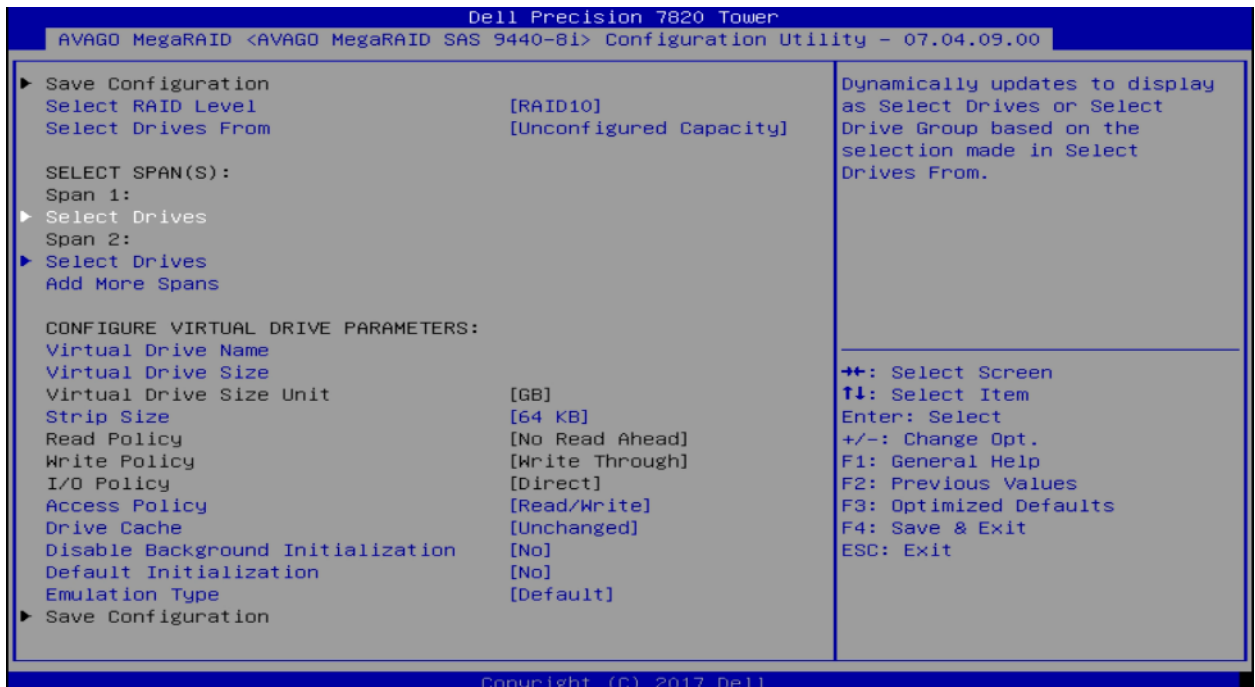 Dell Precision 7820 Tower
AVAGO MegaRAID <AVAGO MegaRAID SAS 9440-8i> Configuration Utility - 07.04.09.00
▶ Save Configuration
Select RAID Level [RAID10]
Select Drives From [Unconfigured Capacity]
SELECT SPAN(S):
Span 1:
▶ Select Drives
Span 2:
▶ Select Drives
Add More Spans
CONFIGURE VIRTUAL DRIVE PARAMETERS:
Virtual Drive Name
Virtual Drive Size
Virtual Drive Size Unit [GB]
Strip Size [64 KB]
Read Policy [No Read Ahead]
Write Policy [Write Through]
I/O Policy [Direct]
Access Policy [Read/Write]
Drive Cache [Unchanged]
Disable Background Initialization [No]
Default Initialization [No]
Emulation Type [Default]
▶ Save Configuration
Dynamically updates to display
as Select Drives or Select
Drive Group based on the
selection made in Select
Drives From.
→←: Select Screen
↑↓: Select Item
Enter: Select
+/-: Change Opt.
F1: General Help
F2: Previous Values
F3: Optimized Defaults
F4: Save & Exit
ESC: Exit
Copyright (C) 2017 Dell